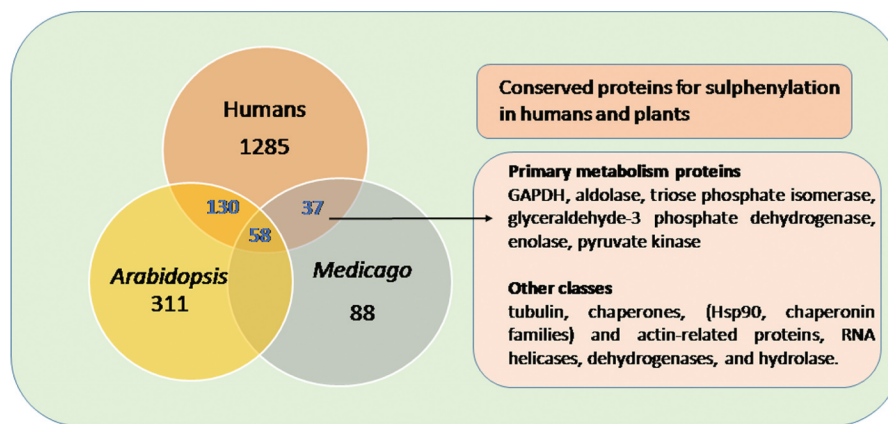 Humans
1285
130
37
58
Arabidopsis
311
Medicago
88
Conserved proteins for sulphenylation
in humans and plants
Primary metabolism proteins
GAPDH, aldolase, triose phosphate isomerase,
glyceraldehyde-3 phosphate dehydrogenase,
enolase, pyruvate kinase
Other classes
tubulin, chaperones, (Hsp90, chaperonin
families) and actin-related proteins, RNA
helicases, dehydrogenases, and hydrolase.